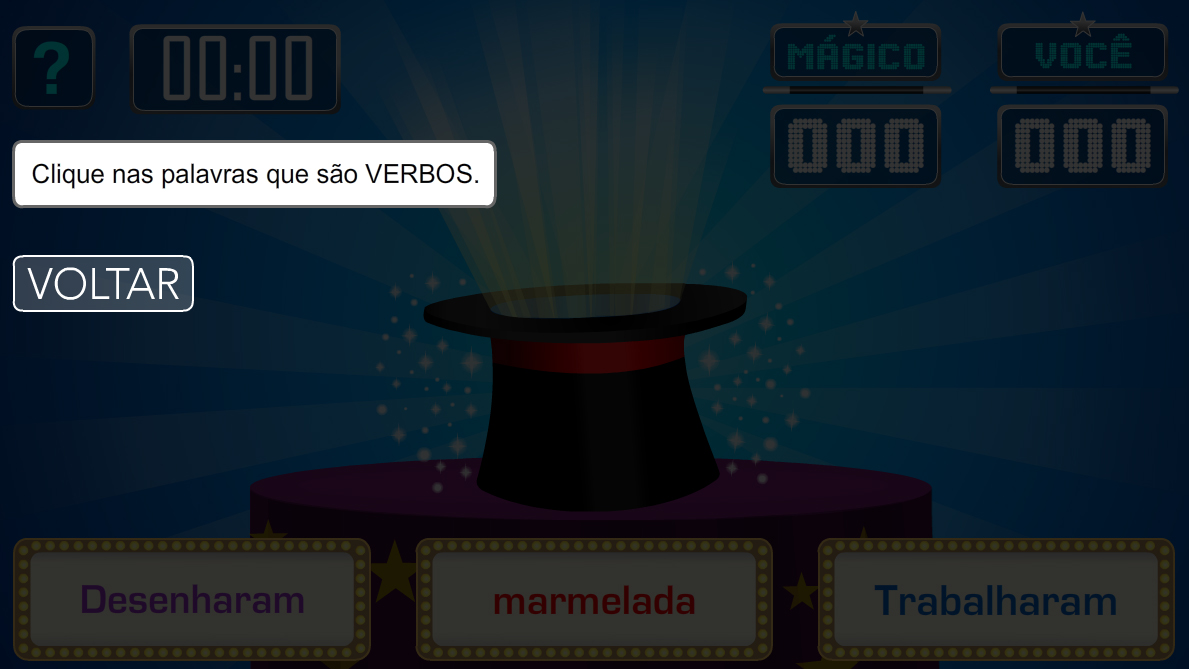 ?
00:00
MÁGICO
VOCÊ
000
000
Clique nas palavras que são VERBOS.
VOLTAR
Desenharam
marmelada
Trabalharam